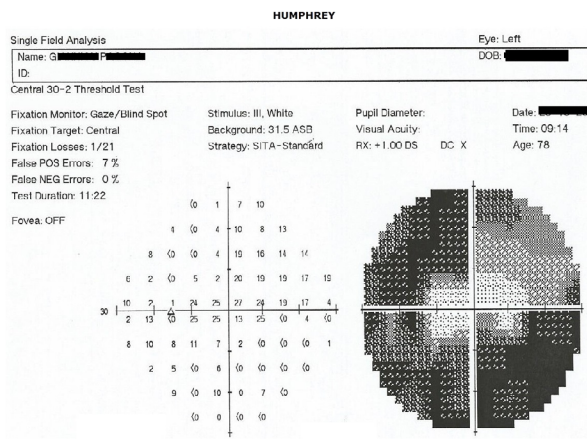 HUMPHREY
Single Field Analysis Eye: Left
Name: G P DOB:
ID:
Central 30-2 Threshold Test
Fixation Monitor: Gaze/Blind Spot Stimulus: III, White Pupil Diameter: Date:
Fixation Target: Central Background: 31.5 ASB Visual Acuity: Time: 09:14
Fixation Losses: 1/21 Strategy: SITA-Standard RX: +1.00 DS DC X Age: 78
False POS Errors: 7 %
False NEG Errors: 0 %
Test Duration: 11:22
Fovea: OFF
<0 1 7 10
4 <0 4 10 8 13
8 <0 <0 4 19 16 14 14
6 2 <0 5 2 20 19 19 17 19
10 2 1 24 25 27 24 19 17 4
30
2 13 <0 25 25 13 25 <0 4 <0
8 10 8 11 7 2 <0 <0 <0 1
2 5 <0 6 <0 <0 <0 <0
9 <0 10 0 7 <0
<0 0 <0 <0